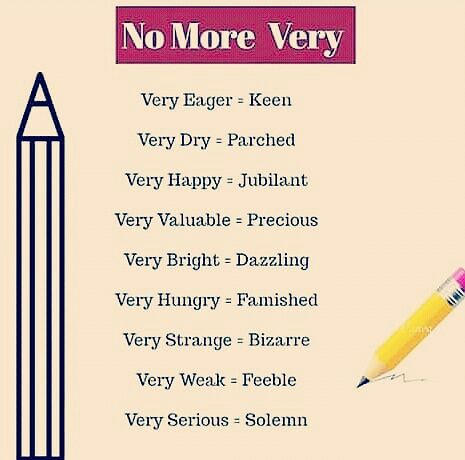 No More Very
Very Eager = Keen
Very Dry = Parched
Very Happy = Jubilant
Very Valuable = Precious
Very Bright = Dazzling
Very Hungry = Famished
Very Strange = Bizarre
Very Weak = Feeble
Very Serious = Solemn